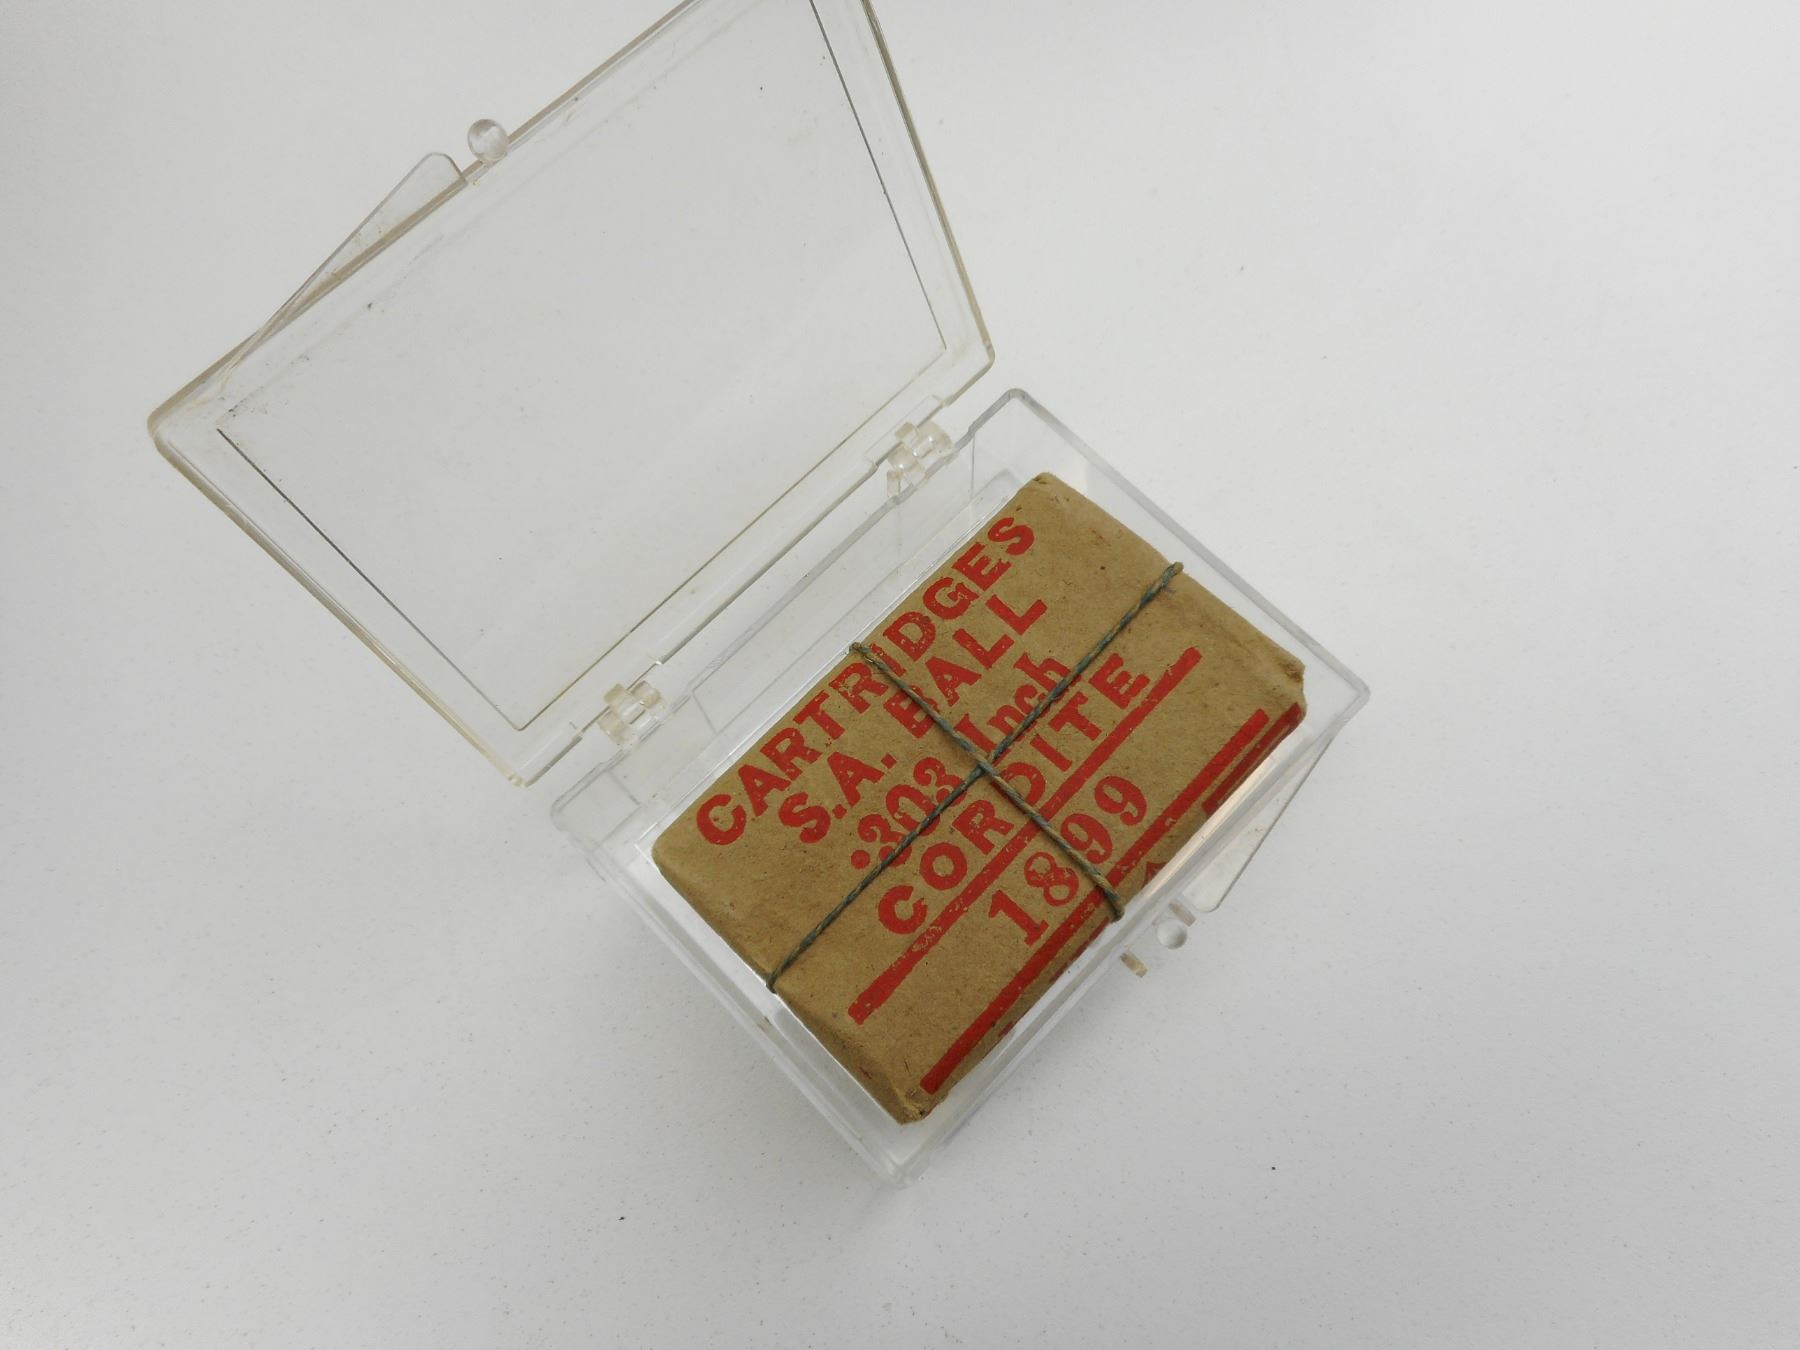 CARTRIDGES
S.A. BALL
.303 Inch
CORDITE
1899